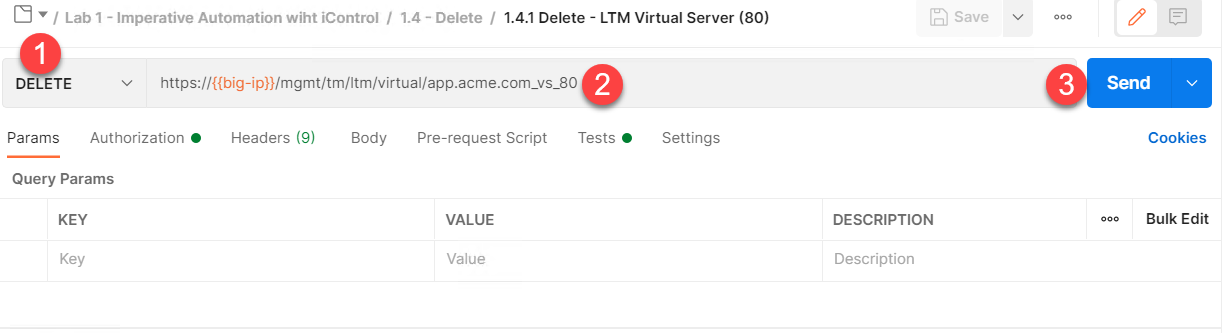 / Lab 1 - Imperative Automation wiht iControl / 1.4 - Delete / 1.4.1 Delete - LTM Virtual Server (80) Save
1
DELETE https://{{big-ip}}/mgmt/tm/ltm/virtual/app.acme.com_vs_80 2 3 Send
Params Authorization Headers (9) Body Pre-request Script Tests Settings Cookies
Query Params
KEY VALUE DESCRIPTION Bulk Edit
Key Value Description